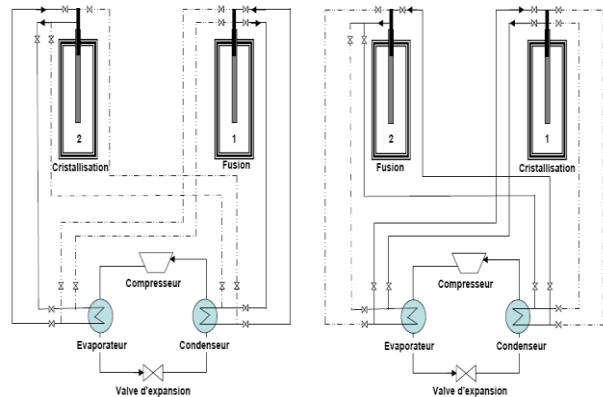 2
1
Cristallisation
Fusion
Compresseur
Evaporateur
Condenseur
Valve d'expansion
2
1
Fusion
Cristallisation
Compresseur
Evaporateur
Condenseur
Valve d'expansion